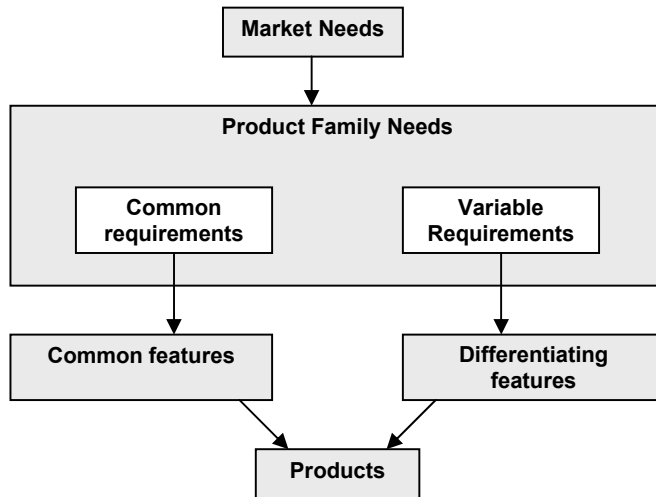 Market Needs
Product Family Needs
Common
requirements
Variable
Requirements
Common features
Differentiating
features
Products